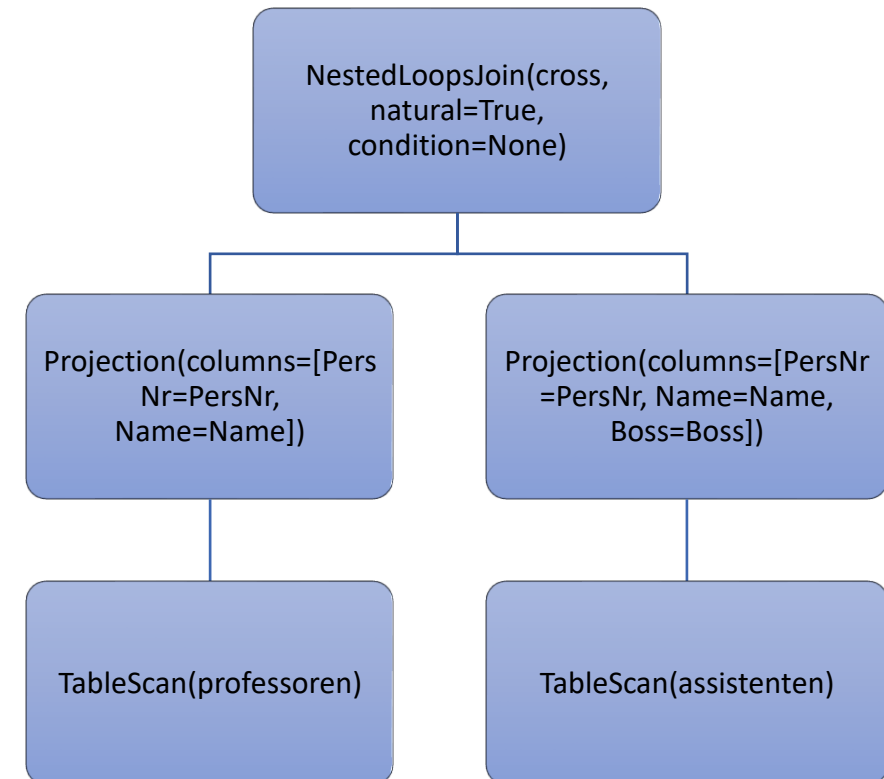 NestedLoopsJoin(cross,
natural=True,
condition=None)
Projection(columns=[Pers
Nr=PersNr,
Name=Name])
Projection(columns=[PersNr
=PersNr, Name=Name,
Boss=Boss])
TableScan(professoren)
TableScan(assistenten)